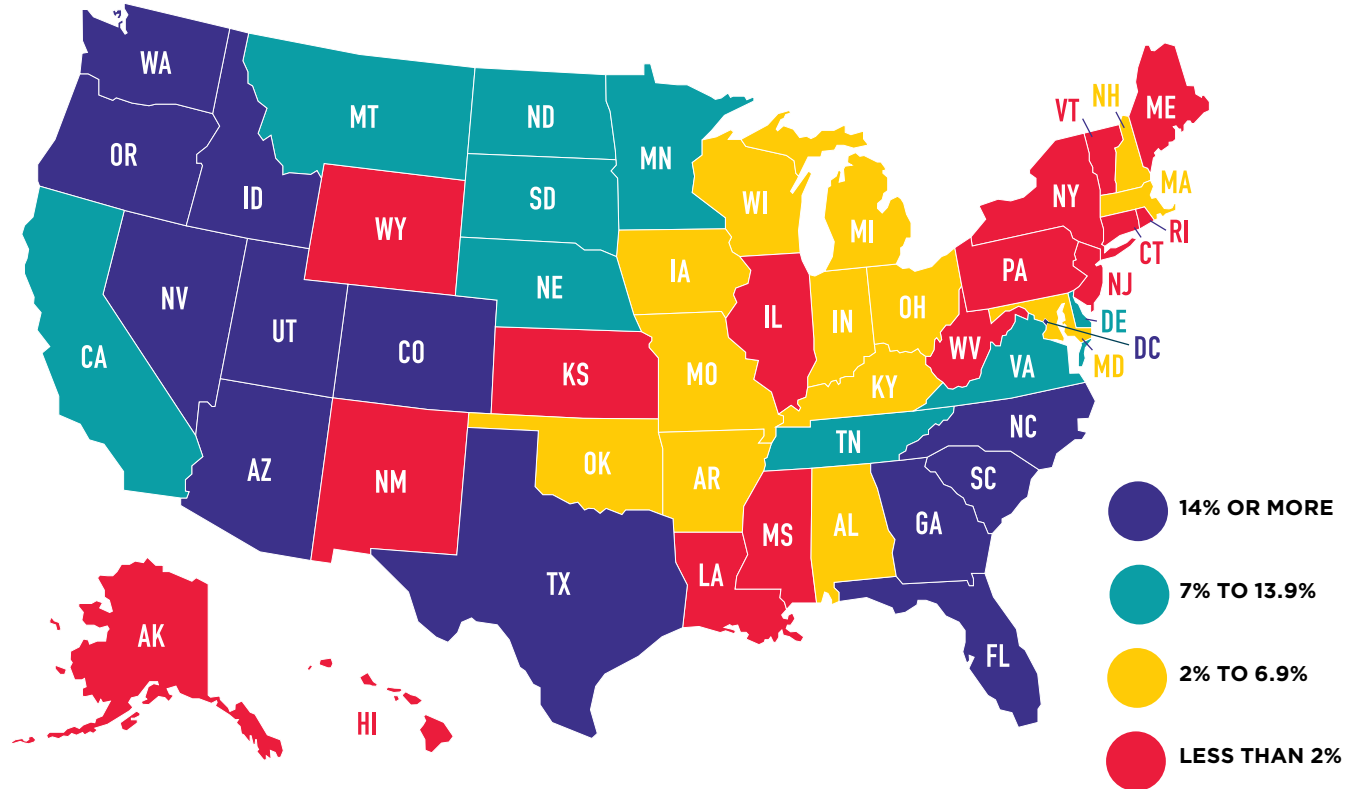 WA
MT
ND
MN
OR
ID
SD
WY
WI
MI
NH
VT
ME
MA
NY
RI
CT
IA
NE
PA
NJ
NV
UT
CO
IL
IN
OH
DE
DC
CA
KS
MO
WV
MD
VA
KY
NC
TN
AZ
NM
OK
AR
SC
MS
AL
GA
TX
LA
FL
AK
HI
14% OR MORE
7% TO 13.9%
2% TO 6.9%
LESS THAN 2%